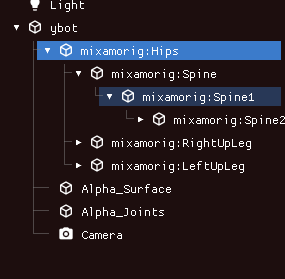 Light
ybot
mixamorig:Hips
mixamorig:Spine
mixamorig:Spine1
mixamorig:Spine2
mixamorig:RightUpLeg
mixamorig:LeftUpLeg
Alpha_Surface
Alpha_Joints
Camera